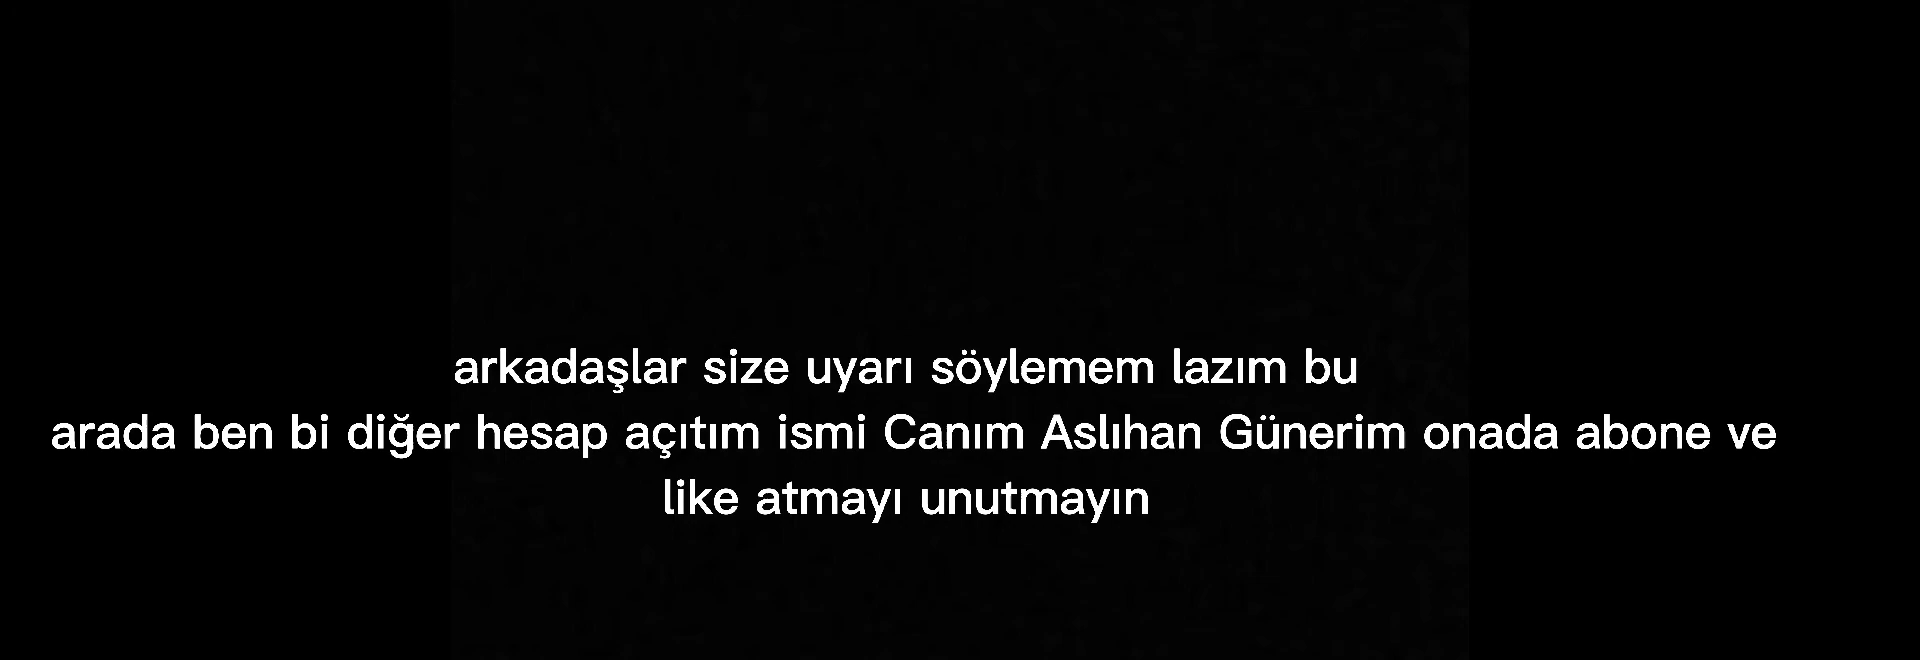 arkadaşlar size uyarı söylemem lazım bu
arada ben bi diğer hesap açıtım ismi Canım Aslıhan Günerim onada abone ve
like atmayı unutmayın